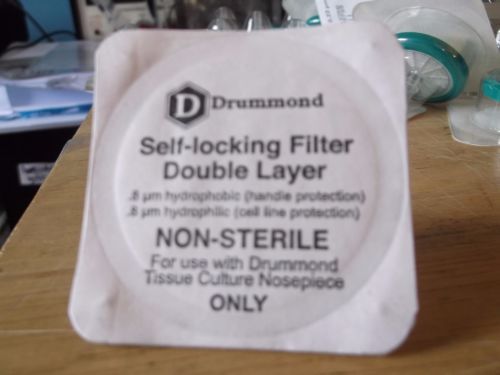 D Drummond
Self-locking Filter
Double Layer
.8 µm hydrophobic (handle protection)
.8 µm hydrophilic (cell line protection)
NON-STERILE
For use with Drummond
Tissue Culture Nosepiece
ONLY